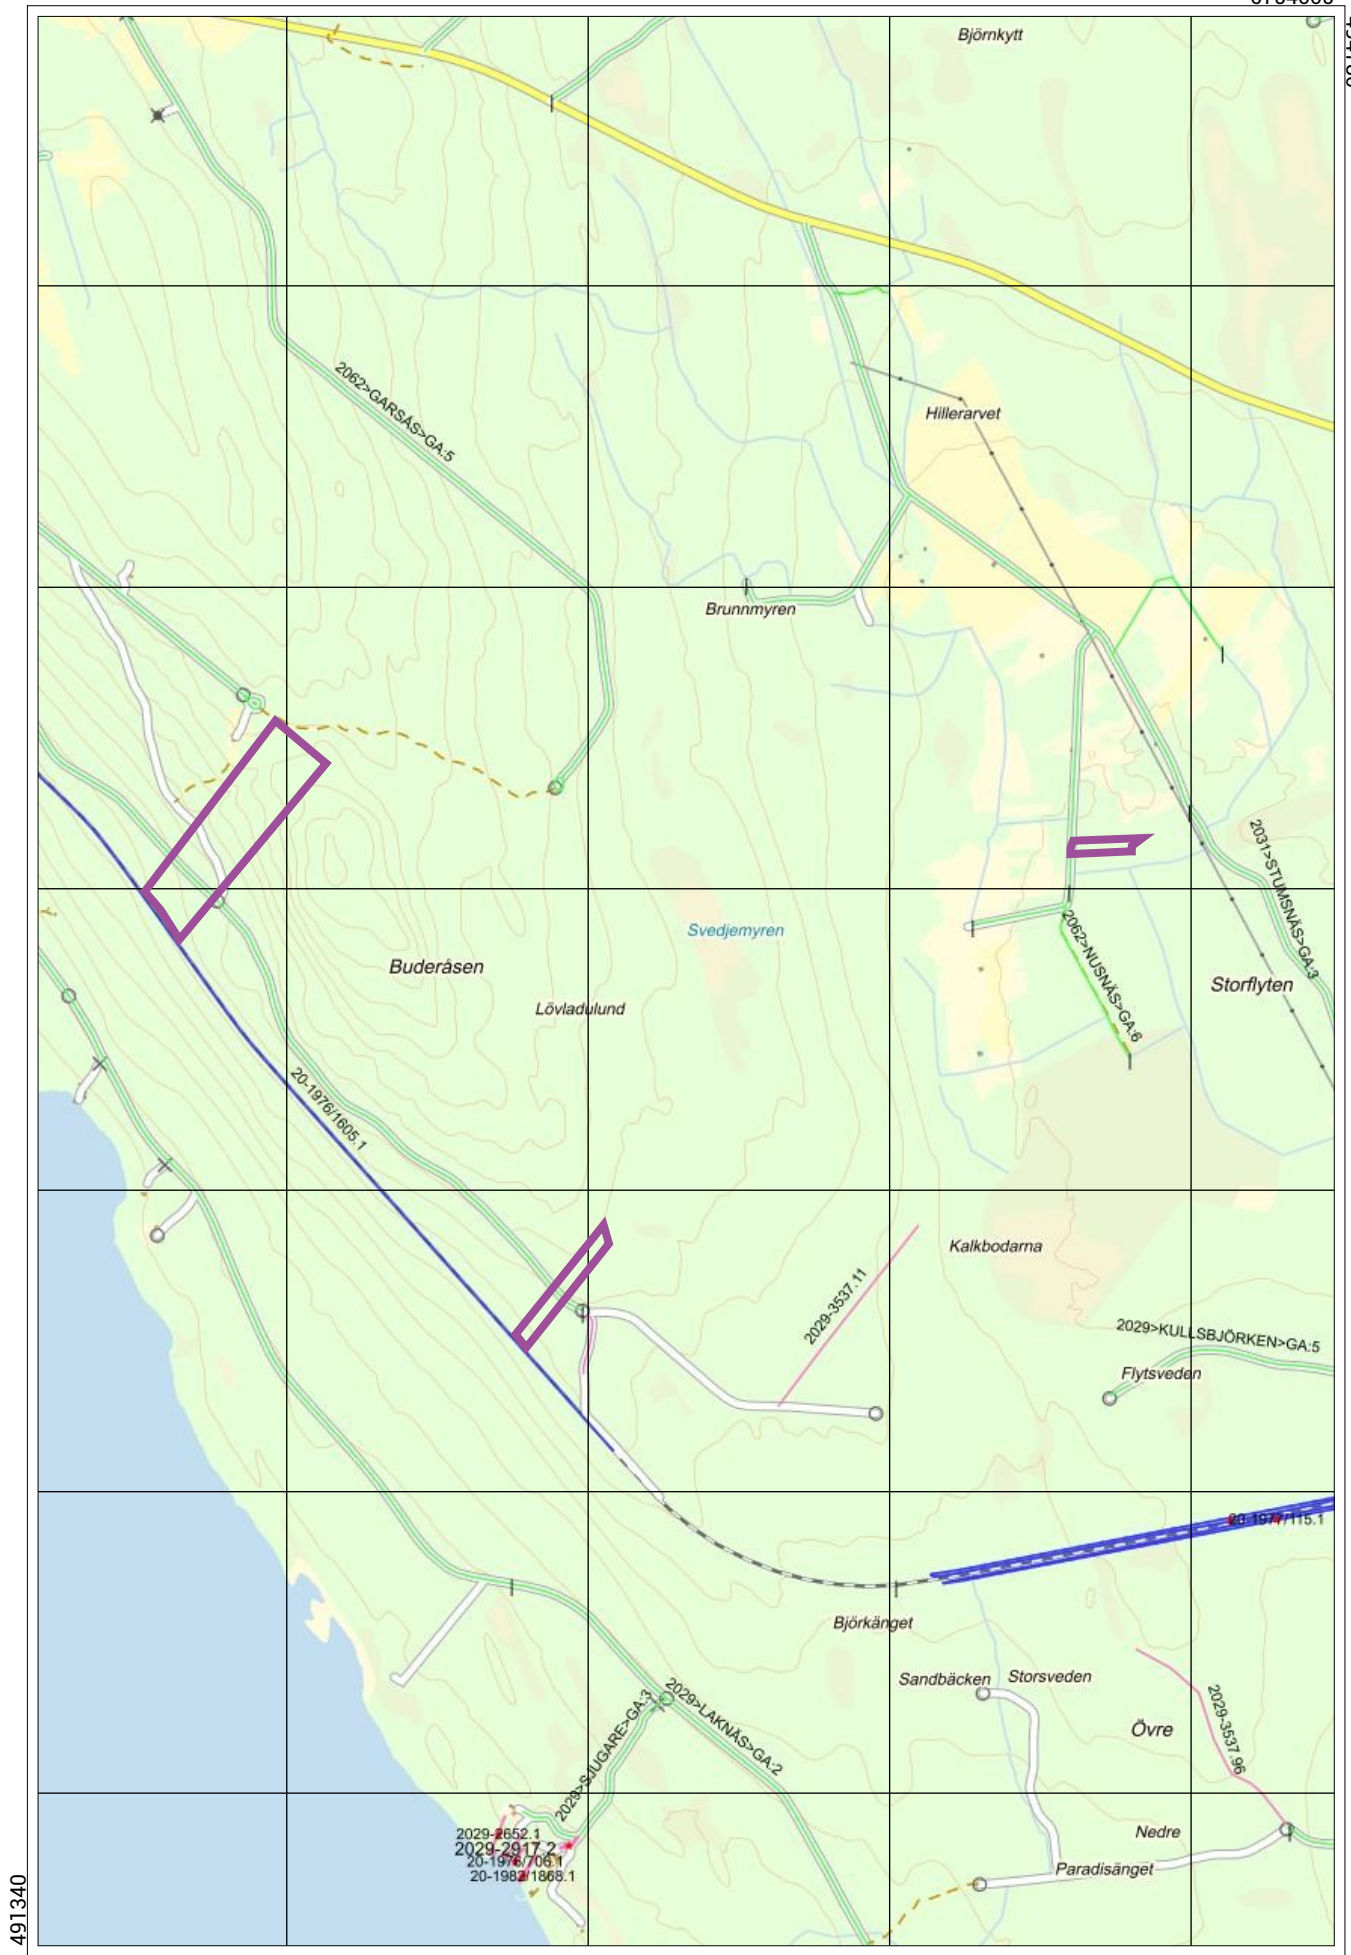 Björnkytt
2062>GARSÅS>GA:5
Hillerarvet
Brunnmyren
2031>STUMSNÄS>GA:3
Svedjemyren
2062>NUSNÄS>GA:6
Buderåsen
Storflyten
Lövladulund
20-1976/1605.1
Kalkbodarna
2029-3537.11
2029>KULLSBJÖRKEN>GA:5
Flytsveden
20-1977/115.1
Björkänget
Sandbäcken
Storsveden
2029>SJUGARE>GA:3
2029>LAKNÄS>GA:2
2029-3537.96
Övre
2029-2652.1
2029-2917.2
20-1976/706.1
20-1982/1868.1
Nedre
Paradisänget
491340